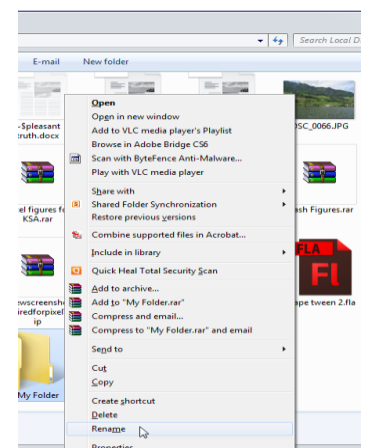 Search Local D
E-mail New folder
-$pleasant
truth.docx
DSC_0066.JPG
el figures fo
KSA.rar
ash Figures.rar
ewscreensh
iredforpixel
ip
FLA
FL
ape tween 2.fla
My Folder
Open
Open in new window
Add to VLC media player's Playlist
Browse in Adobe Bridge CS6
Scan with ByteFence Anti-Malware...
Play with VLC media player
Share with
Shared Folder Synchronization
Restore previous versions
Combine supported files in Acrobat...
Include in library
Quick Heal Total Security Scan
Add to archive...
Add to "My Folder.rar"
Compress and email...
Compress to "My Folder.rar" and email
Send to
Cut
Copy
Create shortcut
Delete
Rename
Properties